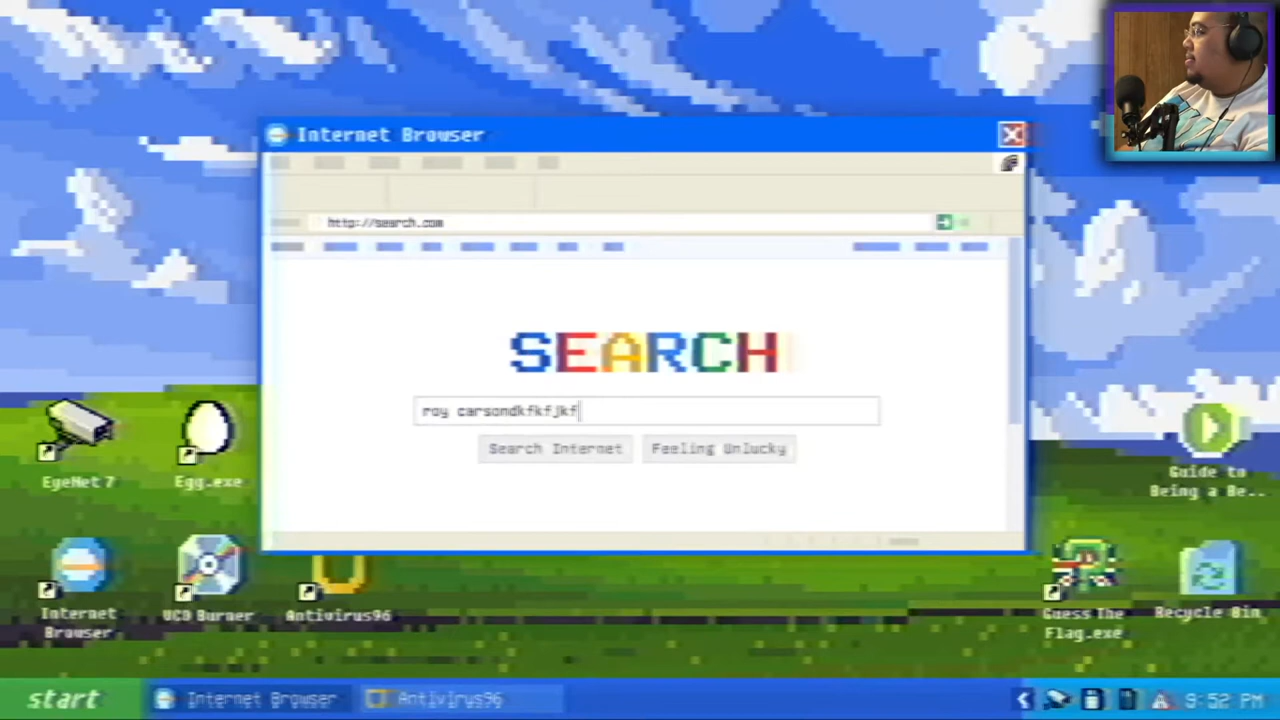 Internet Browser
http://search.com
SEARCH
roy carsondkfkfjkf
Search Internet
Feeling Unlucky
EyeNet 7
Egg.exe
Guide to
Being a Be..
Internet
Browser
UCD Burner
Antivirus96
Guess The
Flag.exe
Recycle Bin
start
Internet Browser
Antivirus96
9:52 PM